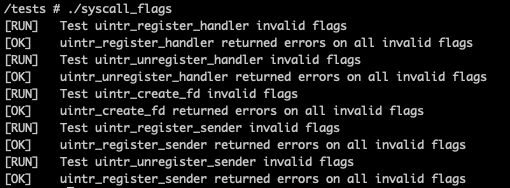 /tests # ./syscall_flags
[RUN] Test uintr_register_handler invalid flags
[OK] uintr_register_handler returned errors on all invalid flags
[RUN] Test uintr_unregister_handler invalid flags
[OK] uintr_unregister_handler returned errors on all invalid flags
[RUN] Test uintr_create_fd invalid flags
[OK] uintr_create_fd returned errors on all invalid flags
[RUN] Test uintr_register_sender invalid flags
[OK] uintr_register_sender returned errors on all invalid flags
[RUN] Test uintr_unregister_sender invalid flags
[OK] uintr_register_sender returned errors on all invalid flags